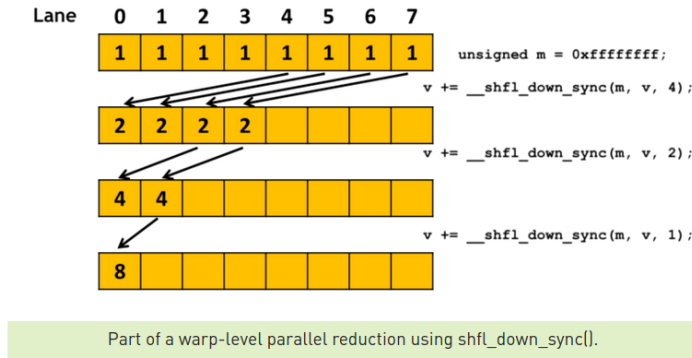 Lane 0 1 2 3 4 5 6 7
1 1 1 1 1 1 1 1 unsigned m = 0xffffffff;
v += __shfl_down_sync(m, v, 4);
2 2 2 2
v += __shfl_down_sync(m, v, 2);
4 4
v += __shfl_down_sync(m, v, 1);
8
Part of a warp-level parallel reduction using shfl_down_sync().